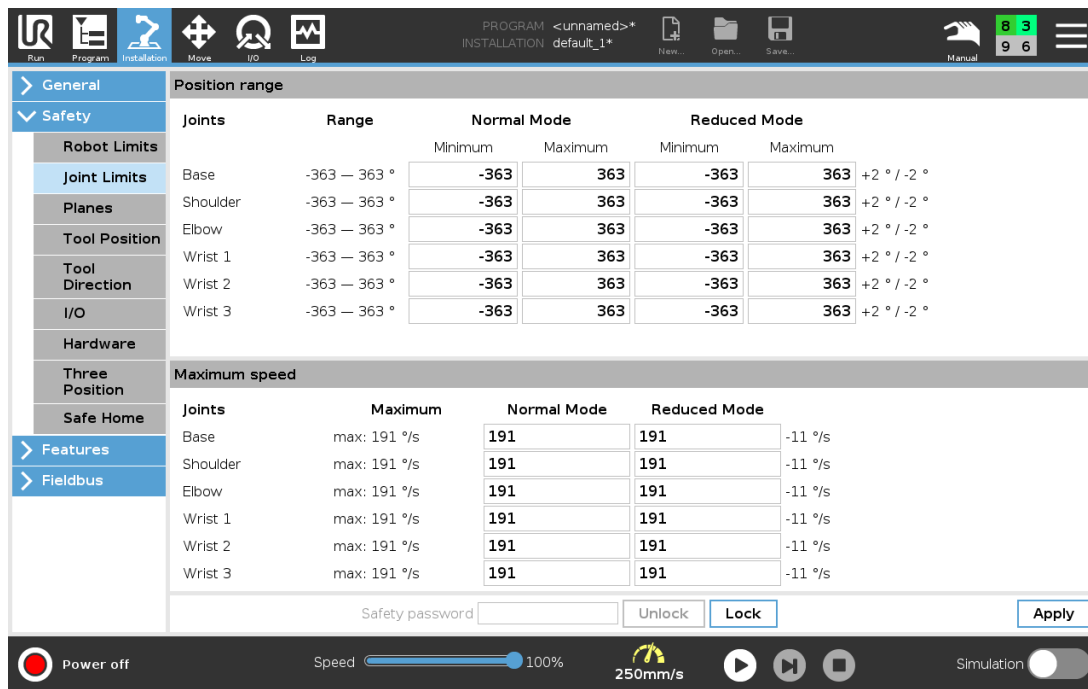 PROGRAM <unnamed>*
INSTALLATION default_1*
UR
Run Program Installation Move I/O Log New... Open... Save... Manual
8 3
9 6
General
Safety
Robot Limits
Joint Limits
Planes
Tool Position
Tool
Direction
I/O
Hardware
Three
Position
Safe Home
Features
Fieldbus
Position range
Joints Range Normal Mode Reduced Mode
Minimum Maximum Minimum Maximum
Base -363 — 363 ° -363 363 -363 363 +2 ° / -2 °
Shoulder -363 — 363 ° -363 363 -363 363 +2 ° / -2 °
Elbow -363 — 363 ° -363 363 -363 363 +2 ° / -2 °
Wrist 1 -363 — 363 ° -363 363 -363 363 +2 ° / -2 °
Wrist 2 -363 — 363 ° -363 363 -363 363 +2 ° / -2 °
Wrist 3 -363 — 363 ° -363 363 -363 363 +2 ° / -2 °
Maximum speed
Joints Maximum Normal Mode Reduced Mode
Base max: 191 °/s 191 191 -11 °/s
Shoulder max: 191 °/s 191 191 -11 °/s
Elbow max: 191 °/s 191 191 -11 °/s
Wrist 1 max: 191 °/s 191 191 -11 °/s
Wrist 2 max: 191 °/s 191 191 -11 °/s
Wrist 3 max: 191 °/s 191 191 -11 °/s
Safety password Unlock Lock Apply
Power off Speed 100% 250mm/s Simulation